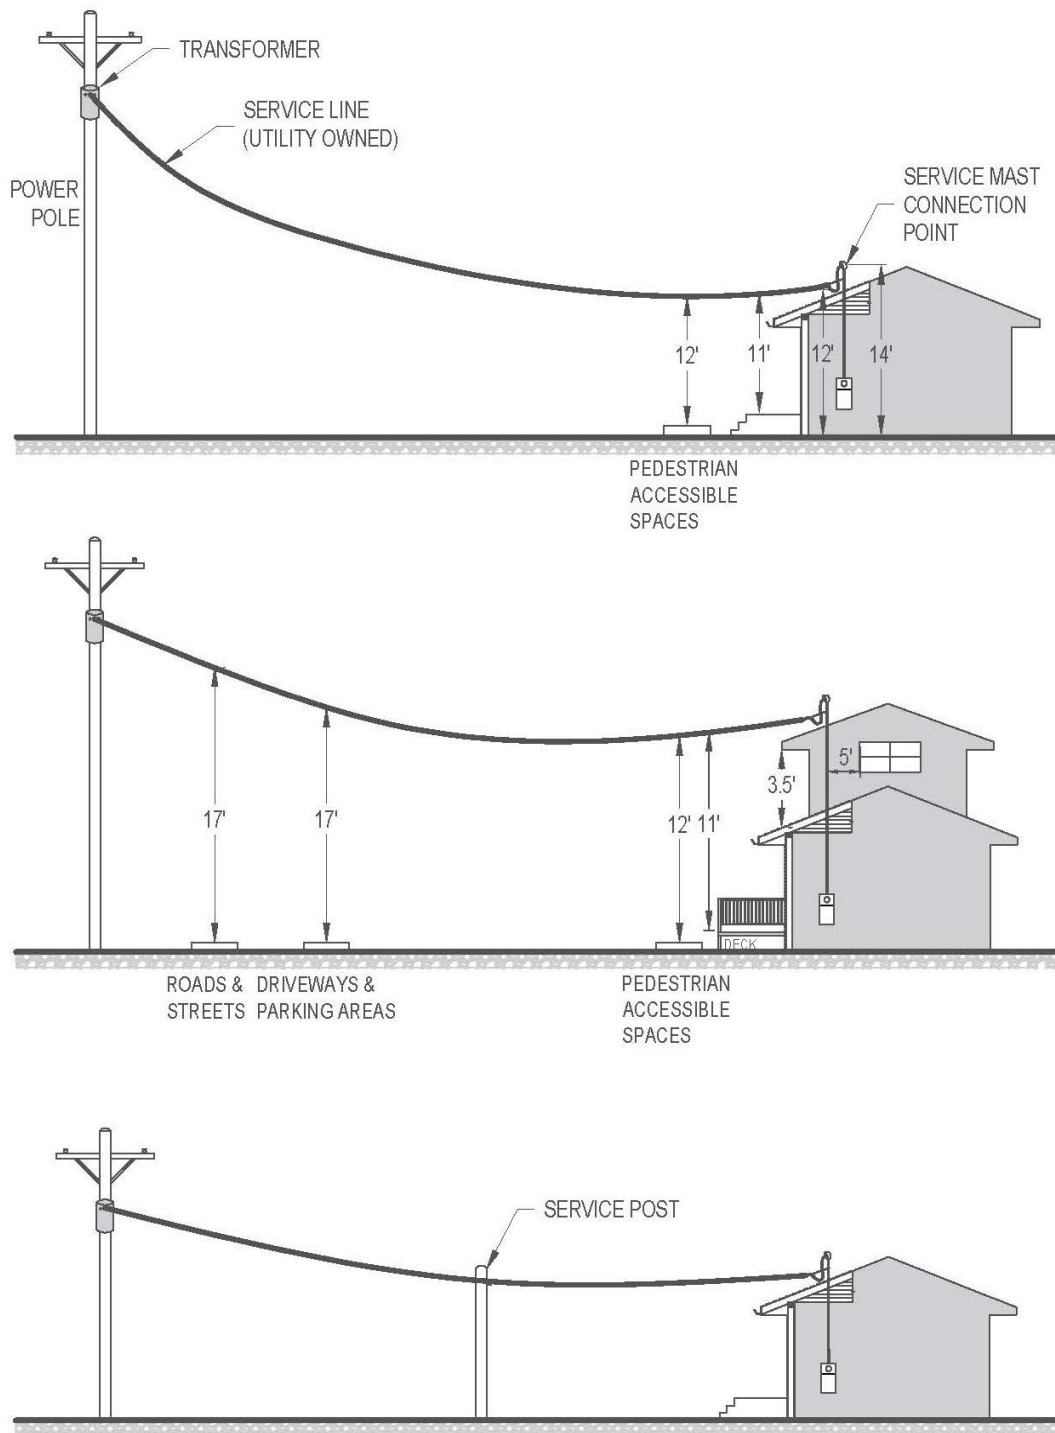 TRANSFORMER
SERVICE LINE
(UTILITY OWNED)
POWER
POLE
SERVICE MAST
CONNECTION
POINT
12'
11'
12'
14'
PEDESTRIAN
ACCESSIBLE
SPACES
5'
3.5'
17'
17'
12'
11'
DECK
ROADS &
STREETS
DRIVEWAYS &
PARKING AREAS
PEDESTRIAN
ACCESSIBLE
SPACES
SERVICE POST